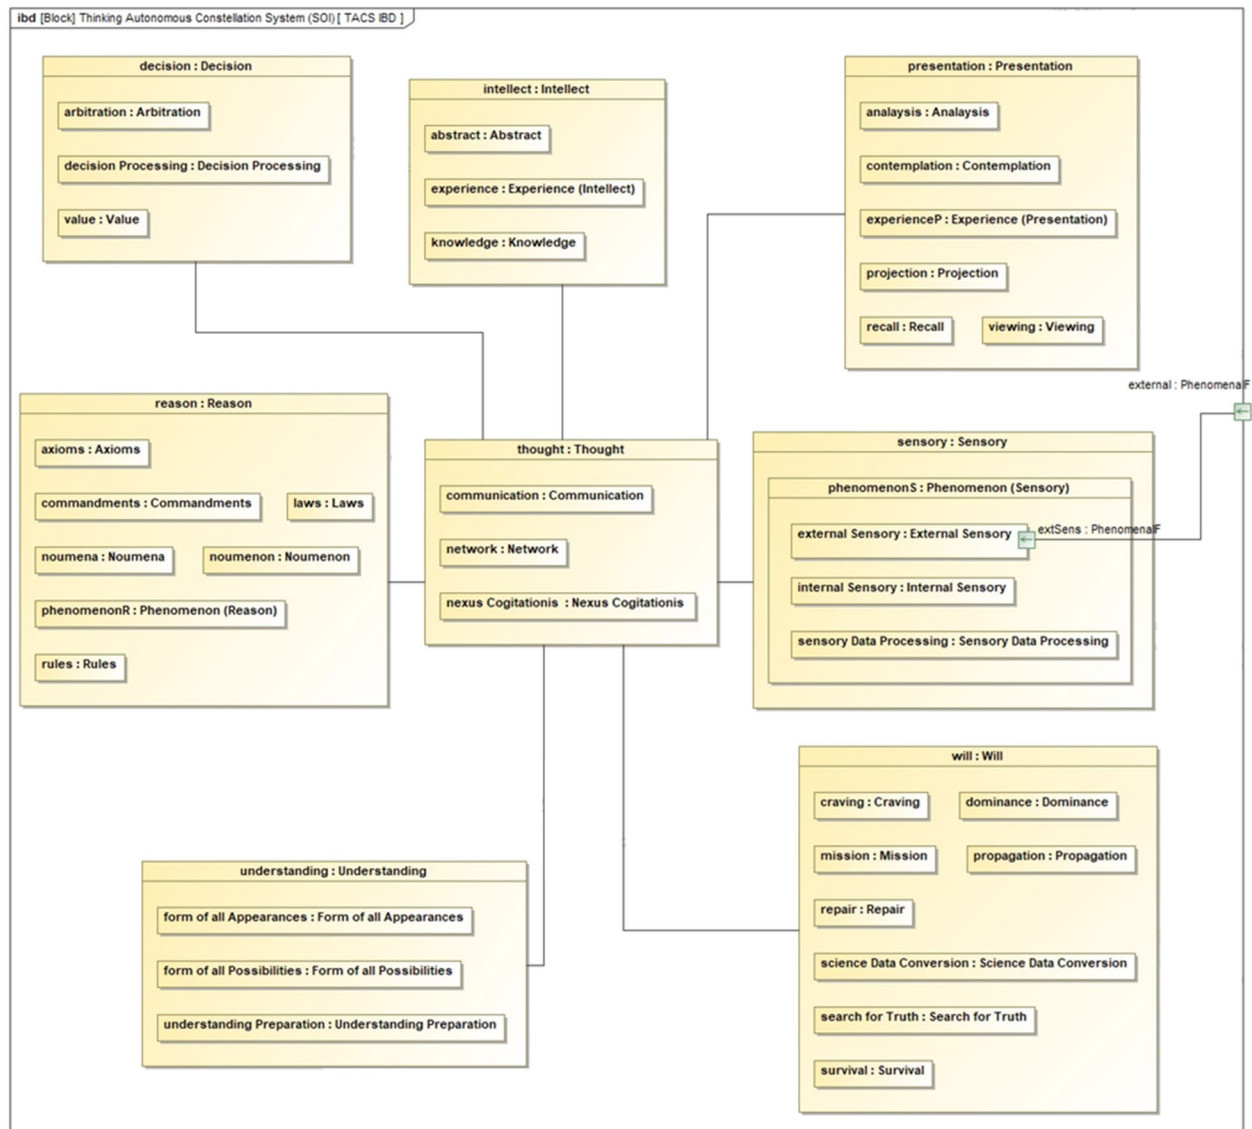 ibd [Block] Thinking Autonomous Constellation System (SOI) [ TACS IBD ]
decision : Decision
arbitration : Arbitration
decision Processing : Decision Processing
value : Value
intellect : Intellect
abstract : Abstract
experience : Experience (Intellect)
knowledge : Knowledge
presentation : Presentation
analaysis : Analaysis
contemplation : Contemplation
experienceP : Experience (Presentation)
projection : Projection
recall : Recall
viewing : Viewing
external : PhenomenaIF
reason : Reason
axioms : Axioms
commandments : Commandments
laws : Laws
noumena : Noumena
noumenon : Noumenon
phenomenonR : Phenomenon (Reason)
rules : Rules
thought : Thought
communication : Communication
network : Network
nexus Cogitationis : Nexus Cogitationis
sensory : Sensory
phenomenonS : Phenomenon (Sensory)
external Sensory : External Sensory
extSens : PhenomenaIF
internal Sensory : Internal Sensory
sensory Data Processing : Sensory Data Processing
understanding : Understanding
form of all Appearances : Form of all Appearances
form of all Possibilities : Form of all Possibilities
understanding Preparation : Understanding Preparation
will : Will
craving : Craving
dominance : Dominance
mission : Mission
propagation : Propagation
repair : Repair
science Data Conversion : Science Data Conversion
search for Truth : Search for Truth
survival : Survival